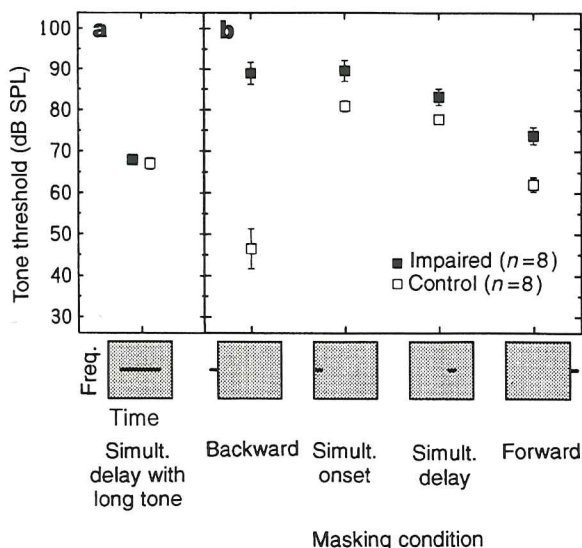 a
b
100
90
80
70
60
50
40
30
Tone threshold (dB SPL)
Impaired (n=8)
Control (n=8)
Freq.
Time
Simult.
delay with
long tone
Backward
Simult.
onset
Simult.
delay
Forward
Masking condition